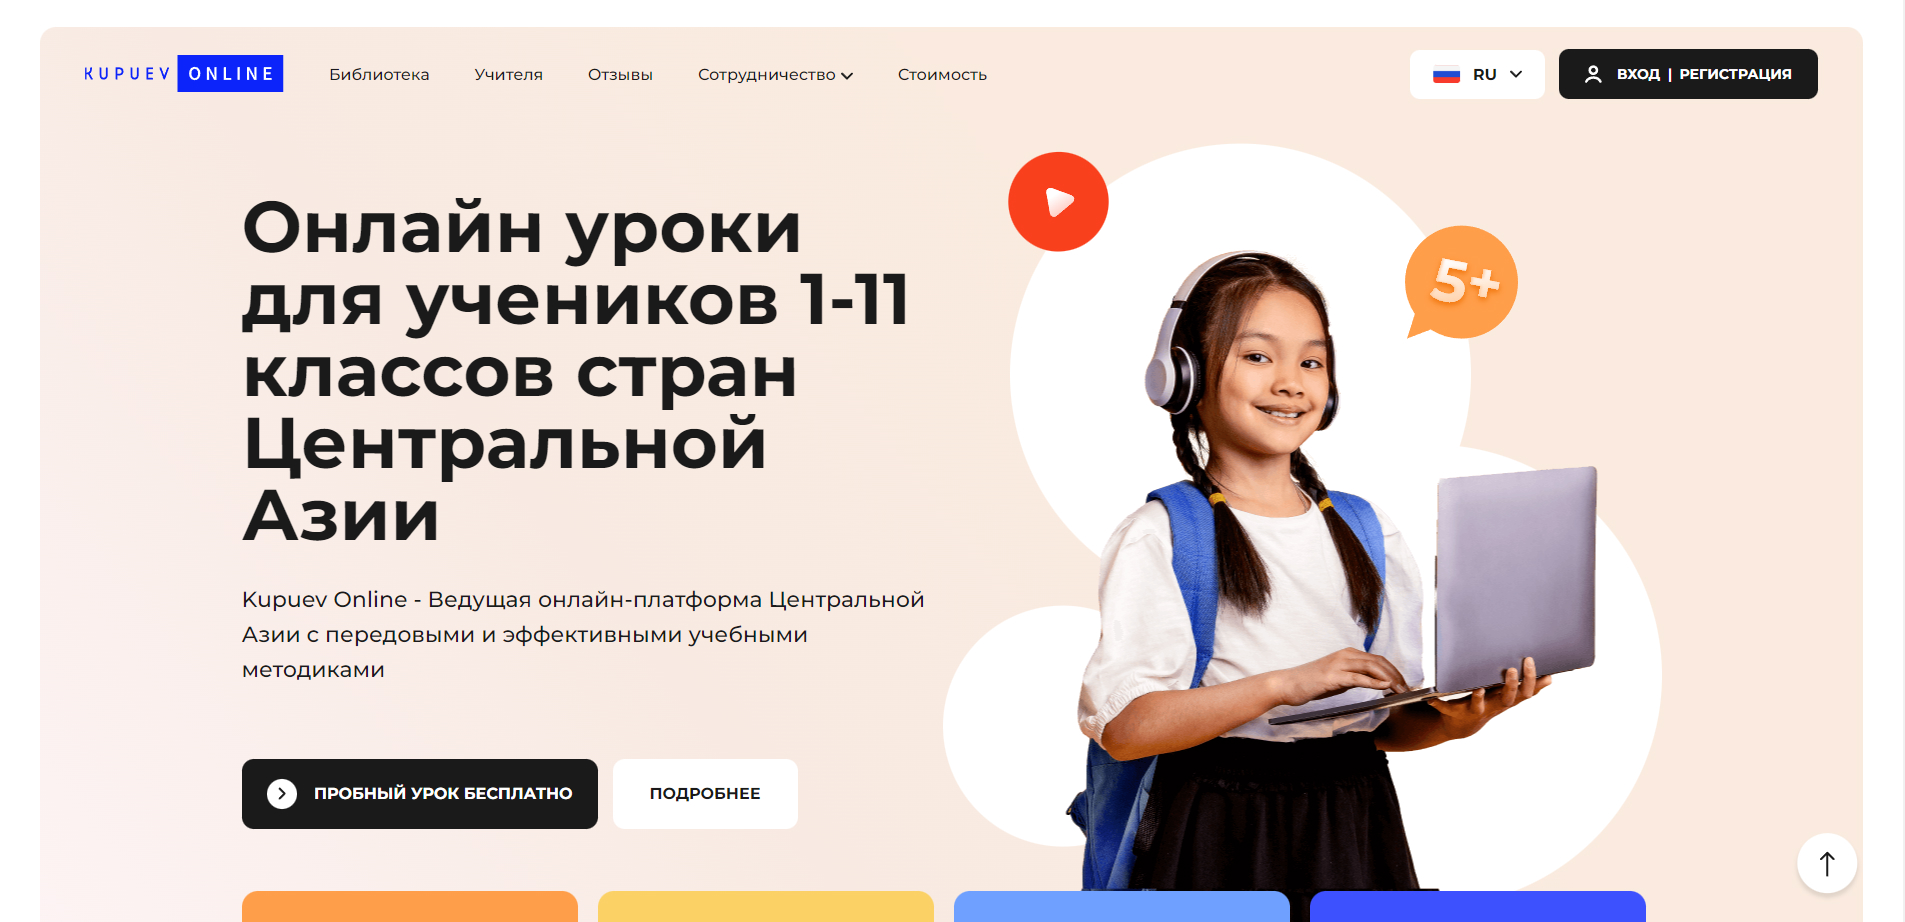 KUPUEV ONLINE
Библиотека
Учителя
Отзывы
Сотрудничество
Стоимость
RU
ВХОД | РЕГИСТРАЦИЯ
Онлайн уроки
для учеников 1-11
классов стран
Центральной
Азии
5+
Kupuev Online - Ведущая онлайн-платформа Центральной
Азии с передовыми и эффективными учебными
методиками
ПРОБНЫЙ УРОК БЕСПЛАТНО
ПОДРОБНЕЕ